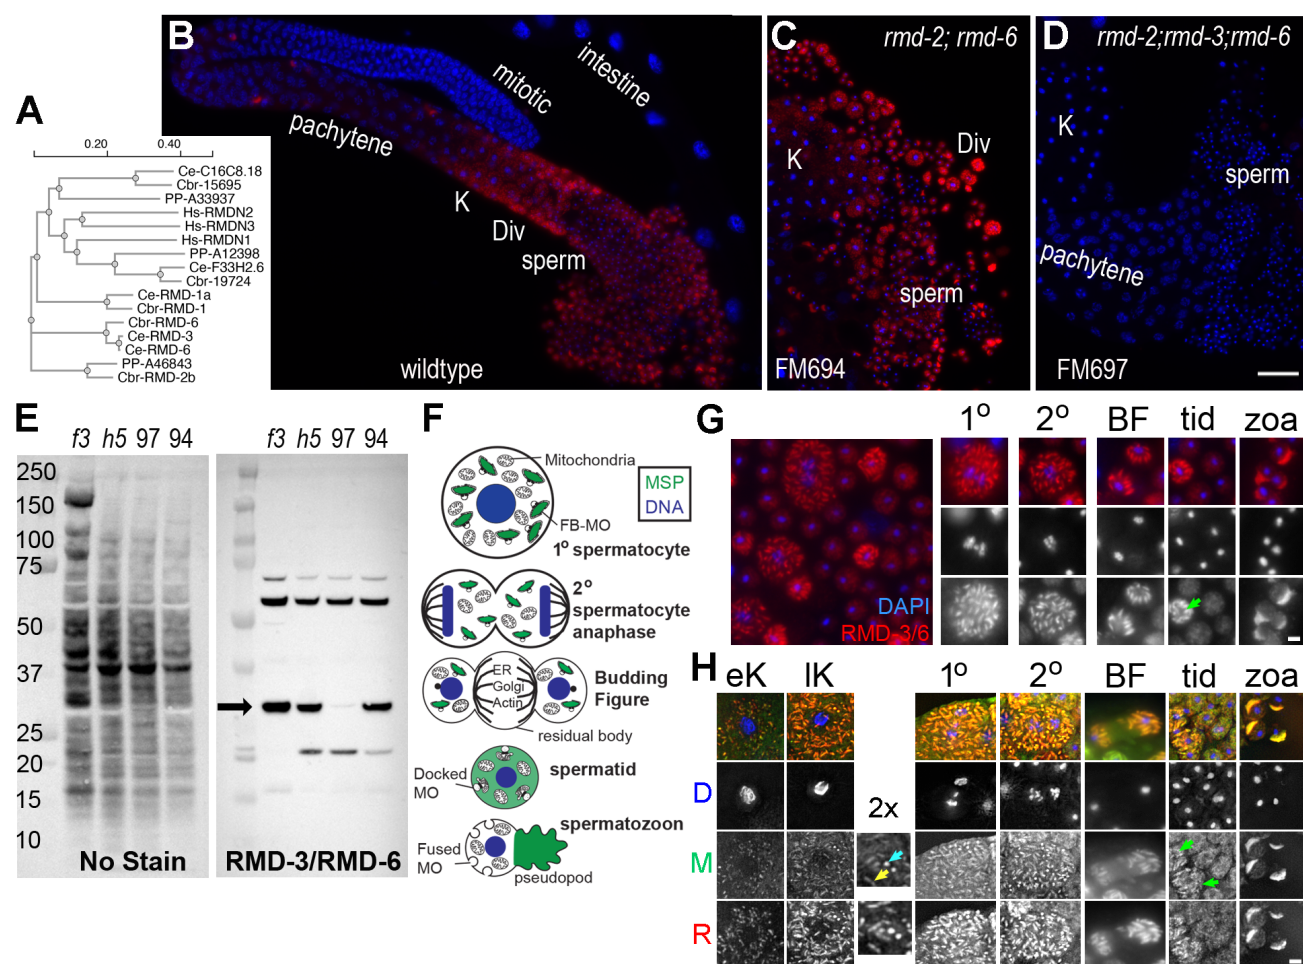 A
0.20
0.40
Ce-C16C8.18
Cbr-15695
PP-A33937
Hs-RMDN2
Hs-RMDN3
Hs-RMDN1
PP-A12398
Ce-F33H2.6
Cbr-19724
Ce-RMD-1a
Cbr-RMD-1
Cbr-RMD-6
Ce-RMD-3
Ce-RMD-6
PP-A46843
Cbr-RMD-2b
B
mitotic
intestine
pachytene
K
Div
sperm
wildtype
C
rmd-2; rmd-6
K
Div
sperm
FM694
D
rmd-2;rmd-3;rmd-6
K
sperm
pachytene
FM697
E
f3 h5 97 94
f3 h5 97 94
250
150
100
75
50
37
25
20
15
10
No Stain
RMD-3/RMD-6
F
Mitochondria
MSP
DNA
FB-MO
1º spermatocyte
2º
spermatocyte
anaphase
ER
Golgi
Actin
Budding
Figure
residual body
spermatid
Docked
MO
spermatozoon
Fused
MO
pseudopod
G
1º 2º BF tid zoa
DAPI
RMD-3/6
H
eK lK 1º 2º BF tid zoa
D
2x
M
R